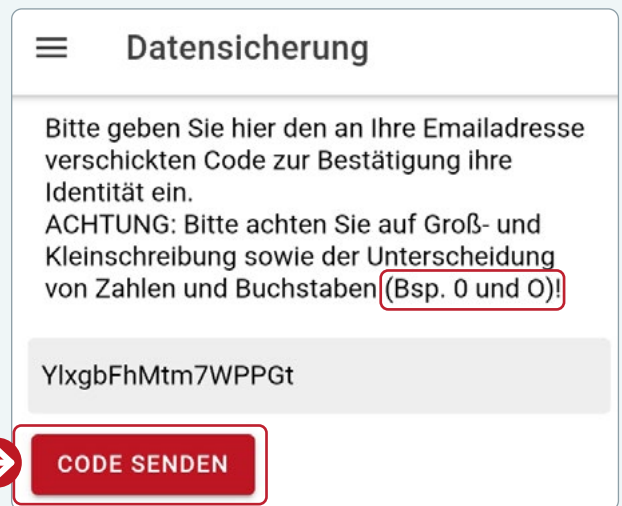 Datensicherung
Bitte geben Sie hier den an Ihre Emailadresse
verschickten Code zur Bestätigung ihre
Identität ein.
ACHTUNG: Bitte achten Sie auf Groß- und
Kleinschreibung sowie der Unterscheidung
von Zahlen und Buchstaben (Bsp. 0 und O)!
YlxgbFhMtm7WPPGt
CODE SENDEN